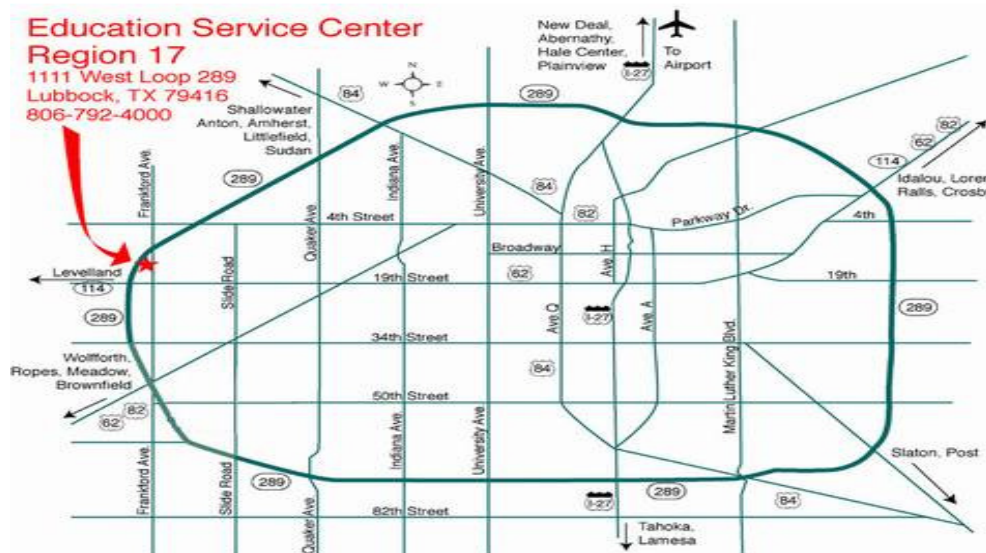 Education Service Center
Region 17
1111 West Loop 289
Lubbock, TX 79416
806-792-4000
New Deal,
Abernathy,
Hale Center,
Plainview
I-27
To
Airport
N
W
E
S
84
289
Shallowater
Anton, Amherst,
Littlefield,
Sudan
289
82
62
114
Idalou, Loren
Ralls, Crosb
Frankford Ave.
Quaker Ave.
Indiana Ave.
University Ave.
84
82
4th Street
Parkway Dr.
4th
Broadway
Ave. H
62
Levelland
114
Slide Road
19th Street
19th
289
Ave. Q
I-27
Ave. A
Martin Luther King Blvd.
289
34th Street
Wolfforth,
Ropes, Meadow,
Brownfield
84
82
62
50th Street
Frankford Ave.
Slide Road
Quaker Ave.
Indiana Ave.
University Ave.
Slaton, Post
289
I-27
289
84
82th Street
Tahoka,
Lamesa